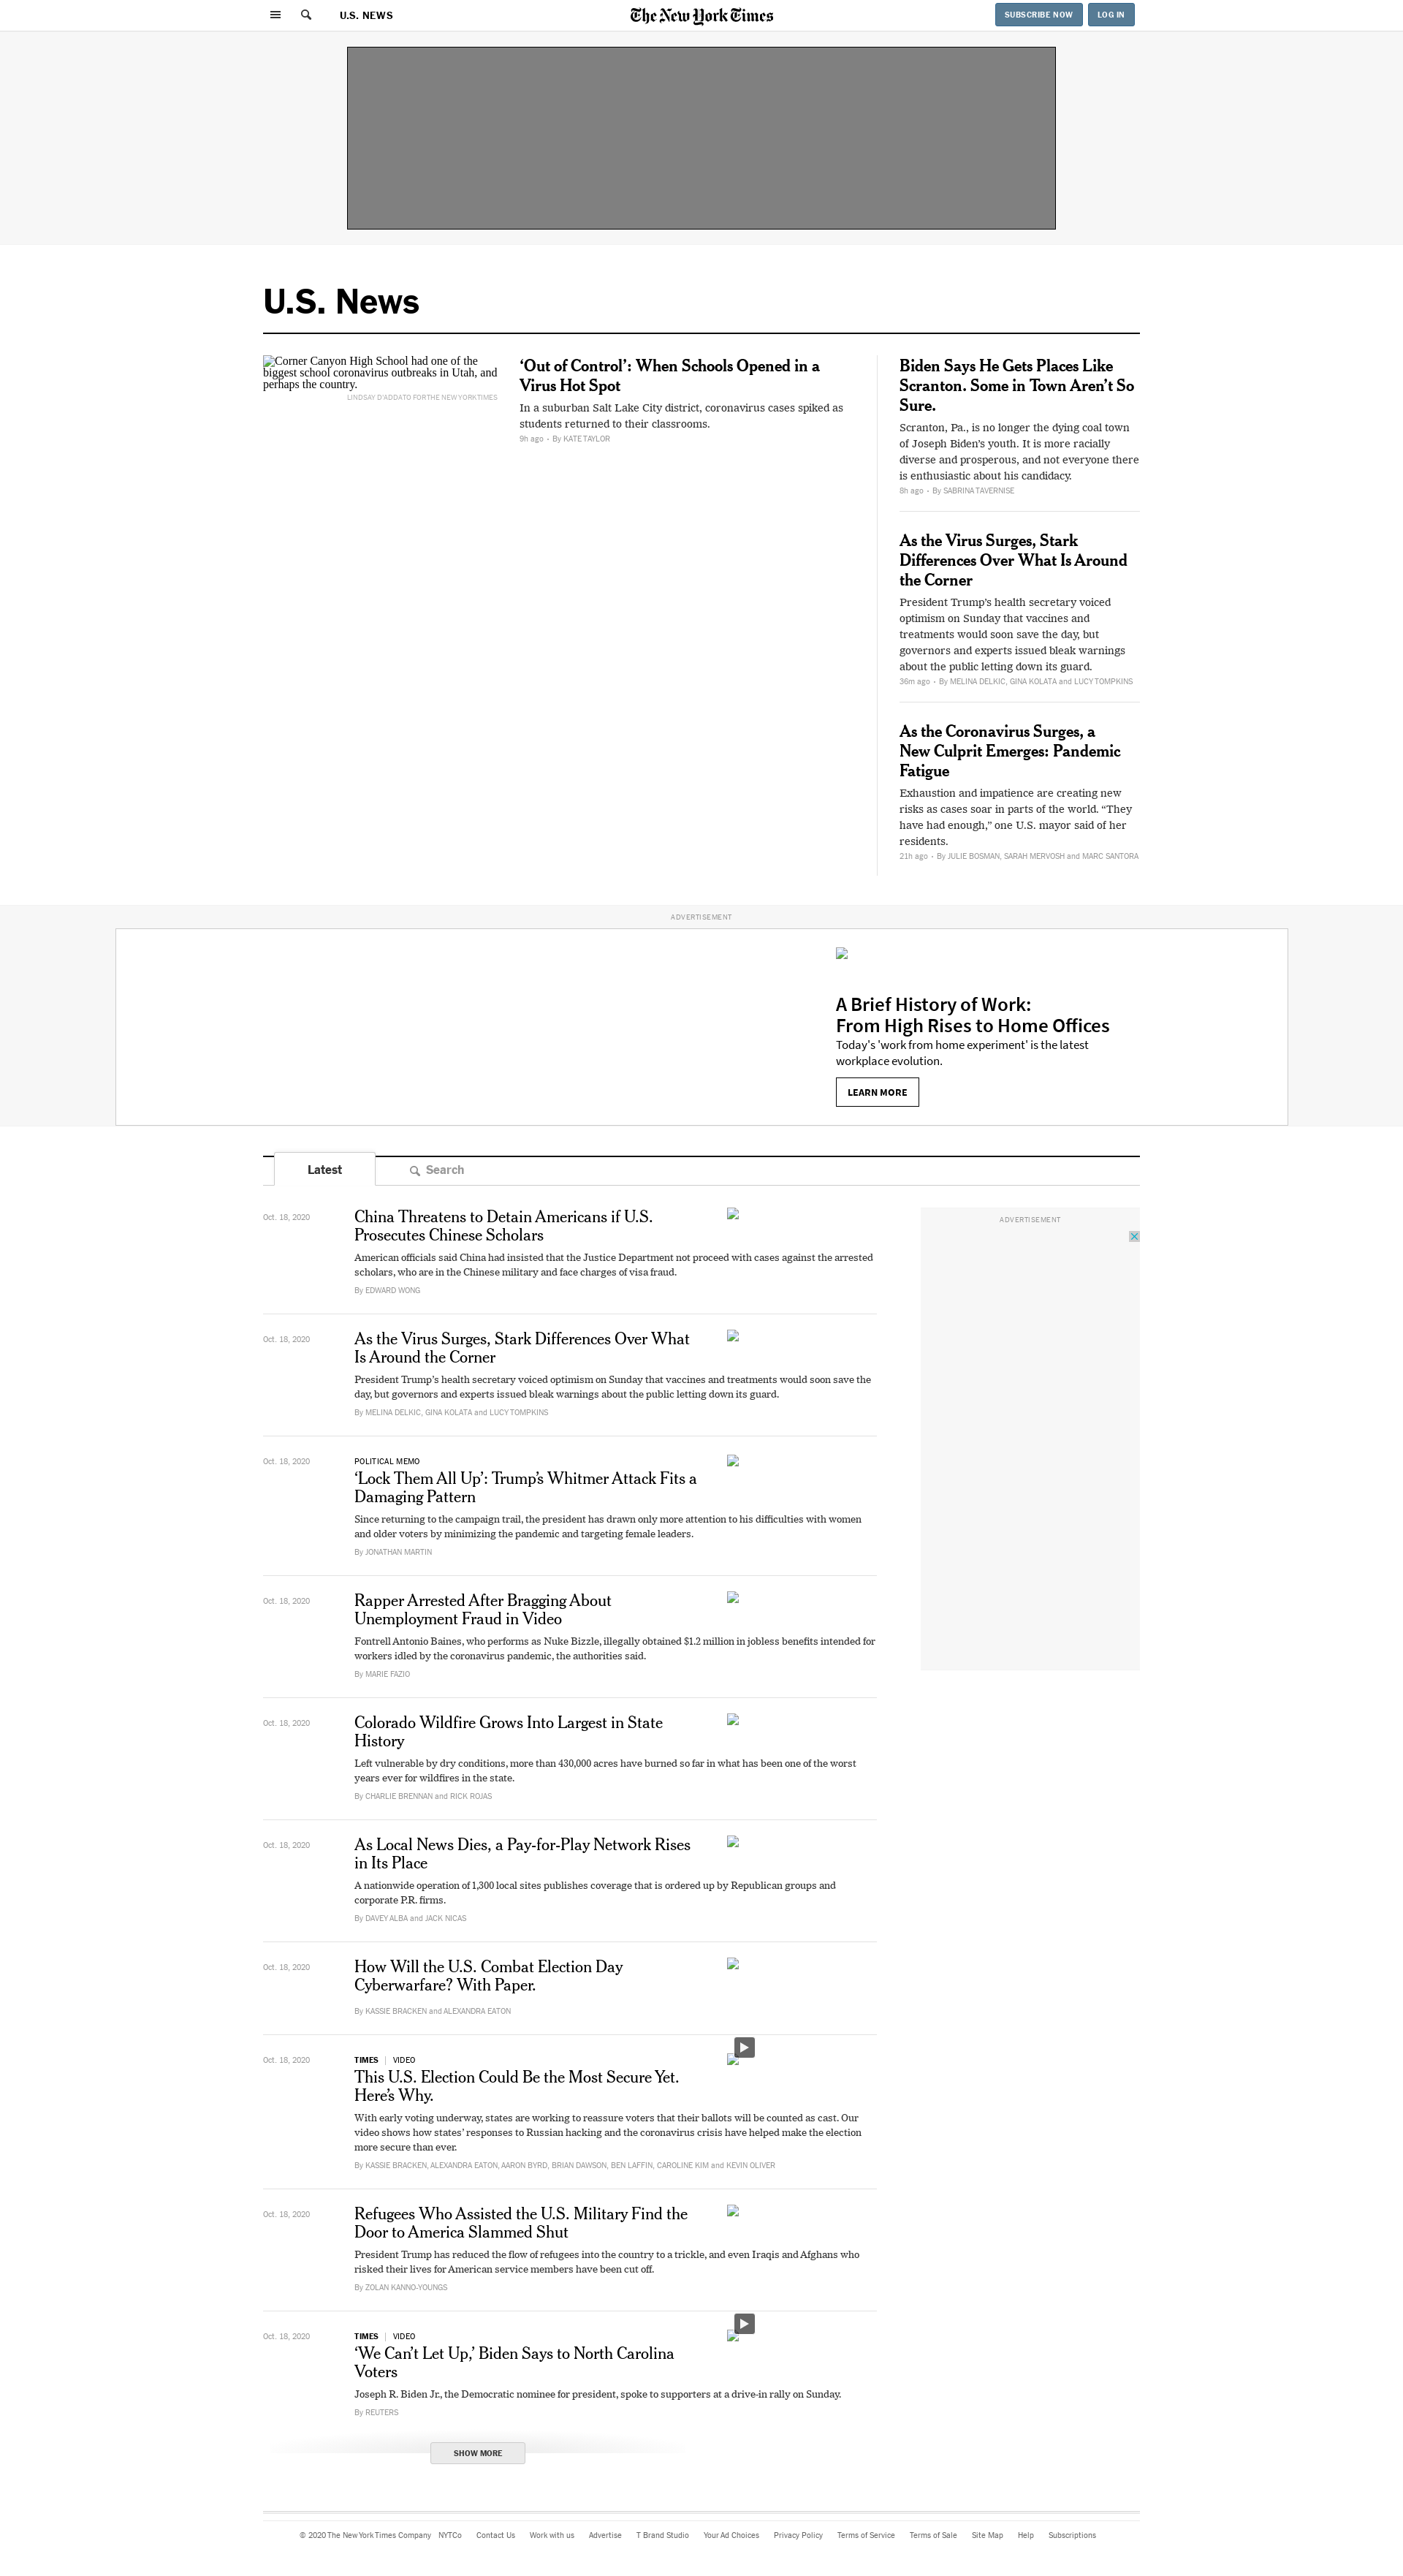 U.S. NEWS
The New York Times
SUBSCRIBE NOW
LOG IN
U.S. News
Corner Canyon High School had one of the
biggest school coronavirus outbreaks in Utah, and
perhaps the country.
LINDSAY D'ADDATO FOR THE NEW YORK TIMES
‘Out of Control’: When Schools Opened in a
Virus Hot Spot
In a suburban Salt Lake City district, coronavirus cases spiked as
students returned to their classrooms.
9h ago • By KATE TAYLOR
Biden Says He Gets Places Like
Scranton. Some in Town Aren’t So
Sure.
Scranton, Pa., is no longer the dying coal town
of Joseph Biden’s youth. It is more racially
diverse and prosperous, and not everyone there
is enthusiastic about his candidacy.
8h ago • By SABRINA TAVERNISE
As the Virus Surges, Stark
Differences Over What Is Around
the Corner
President Trump’s health secretary voiced
optimism on Sunday that vaccines and
treatments would soon save the day, but
governors and experts issued bleak warnings
about the public letting down its guard.
36m ago • By MELINA DELKIC, GINA KOLATA and LUCY TOMPKINS
As the Coronavirus Surges, a
New Culprit Emerges: Pandemic
Fatigue
Exhaustion and impatience are creating new
risks as cases soar in parts of the world. “They
have had enough,” one U.S. mayor said of her
residents.
21h ago • By JULIE BOSMAN, SARAH MERVOSH and MARC SANTORA
ADVERTISEMENT
A Brief History of Work:
From High Rises to Home Offices
Today's 'work from home experiment' is the latest
workplace evolution.
LEARN MORE
Latest
Search
Oct. 18, 2020
China Threatens to Detain Americans if U.S.
Prosecutes Chinese Scholars
American officials said China had insisted that the Justice Department not proceed with cases against the arrested
scholars, who are in the Chinese military and face charges of visa fraud.
By EDWARD WONG
ADVERTISEMENT
Oct. 18, 2020
As the Virus Surges, Stark Differences Over What
Is Around the Corner
President Trump’s health secretary voiced optimism on Sunday that vaccines and treatments would soon save the
day, but governors and experts issued bleak warnings about the public letting down its guard.
By MELINA DELKIC, GINA KOLATA and LUCY TOMPKINS
Oct. 18, 2020
POLITICAL MEMO
‘Lock Them All Up’: Trump’s Whitmer Attack Fits a
Damaging Pattern
Since returning to the campaign trail, the president has drawn only more attention to his difficulties with women
and older voters by minimizing the pandemic and targeting female leaders.
By JONATHAN MARTIN
Oct. 18, 2020
Rapper Arrested After Bragging About
Unemployment Fraud in Video
Fontrell Antonio Baines, who performs as Nuke Bizzle, illegally obtained $1.2 million in jobless benefits intended for
workers idled by the coronavirus pandemic, the authorities said.
By MARIE FAZIO
Oct. 18, 2020
Colorado Wildfire Grows Into Largest in State
History
Left vulnerable by dry conditions, more than 430,000 acres have burned so far in what has been one of the worst
years ever for wildfires in the state.
By CHARLIE BRENNAN and RICK ROJAS
Oct. 18, 2020
As Local News Dies, a Pay-for-Play Network Rises
in Its Place
A nationwide operation of 1,300 local sites publishes coverage that is ordered up by Republican groups and
corporate P.R. firms.
By DAVEY ALBA and JACK NICAS
Oct. 18, 2020
How Will the U.S. Combat Election Day
Cyberwarfare? With Paper.
By KASSIE BRACKEN and ALEXANDRA EATON
Oct. 18, 2020
TIMES | VIDEO
This U.S. Election Could Be the Most Secure Yet.
Here’s Why.
With early voting underway, states are working to reassure voters that their ballots will be counted as cast. Our
video shows how states’ responses to Russian hacking and the coronavirus crisis have helped make the election
more secure than ever.
By KASSIE BRACKEN, ALEXANDRA EATON, AARON BYRD, BRIAN DAWSON, BEN LAFFIN, CAROLINE KIM and KEVIN OLIVER
Oct. 18, 2020
Refugees Who Assisted the U.S. Military Find the
Door to America Slammed Shut
President Trump has reduced the flow of refugees into the country to a trickle, and even Iraqis and Afghans who
risked their lives for American service members have been cut off.
By ZOLAN KANNO-YOUNGS
Oct. 18, 2020
TIMES | VIDEO
‘We Can’t Let Up,’ Biden Says to North Carolina
Voters
Joseph R. Biden Jr., the Democratic nominee for president, spoke to supporters at a drive-in rally on Sunday.
By REUTERS
SHOW MORE
© 2020 The New York Times Company NYTCo Contact Us Work with us Advertise T Brand Studio Your Ad Choices Privacy Policy Terms of Service Terms of Sale Site Map Help Subscriptions